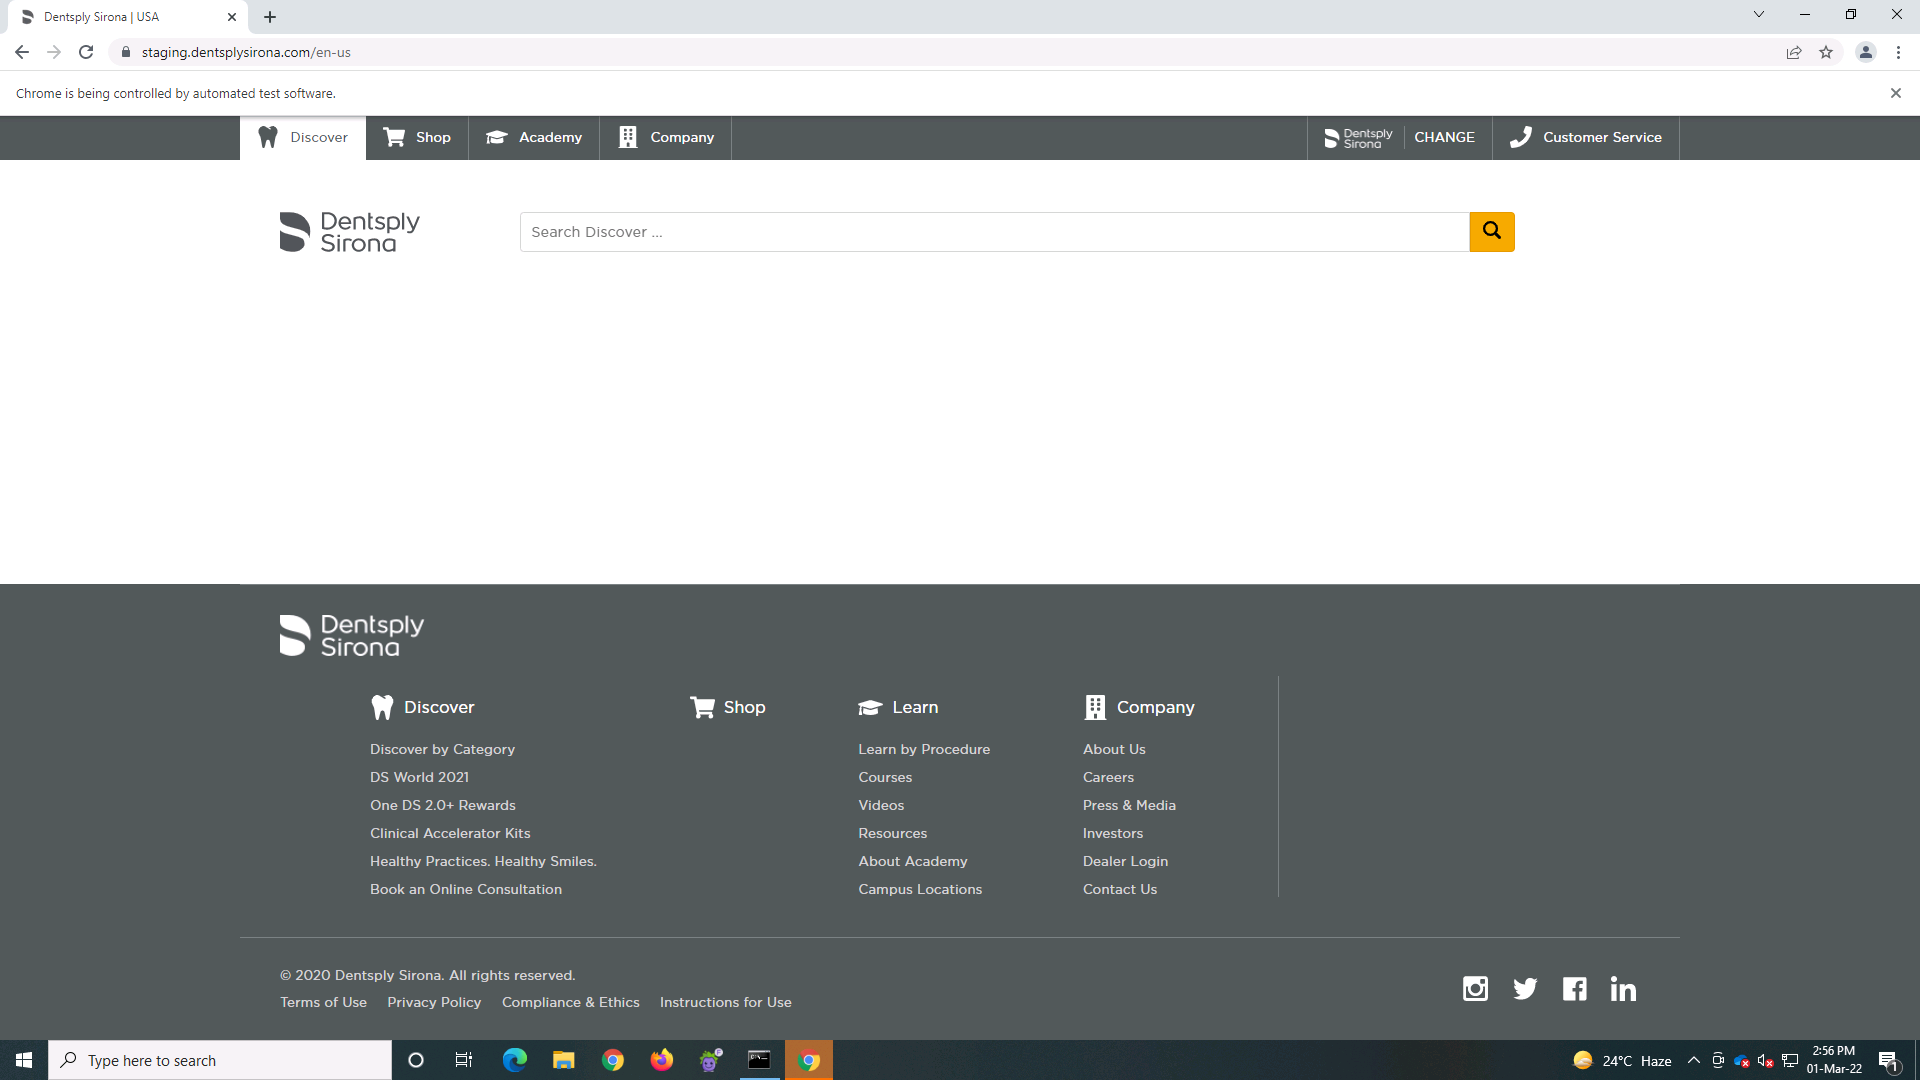 Dentsply Sirona | USA
staging.dentsplysirona.com/en-us
Chrome is being controlled by automated test software.
Discover
Shop
Academy
Company
Dentsply
Sirona
CHANGE
Customer Service
Dentsply
Sirona
Search Discover ...
Dentsply
Sirona
Discover
Discover by Category
DS World 2021
One DS 2.0+ Rewards
Clinical Accelerator Kits
Healthy Practices. Healthy Smiles.
Book an Online Consultation
Shop
Learn
Learn by Procedure
Courses
Videos
Resources
About Academy
Campus Locations
Company
About Us
Careers
Press & Media
Investors
Dealer Login
Contact Us
© 2020 Dentsply Sirona. All rights reserved.
Terms of Use Privacy Policy Compliance & Ethics Instructions for Use
Type here to search
24°C Haze
2:56 PM
01-Mar-22
1